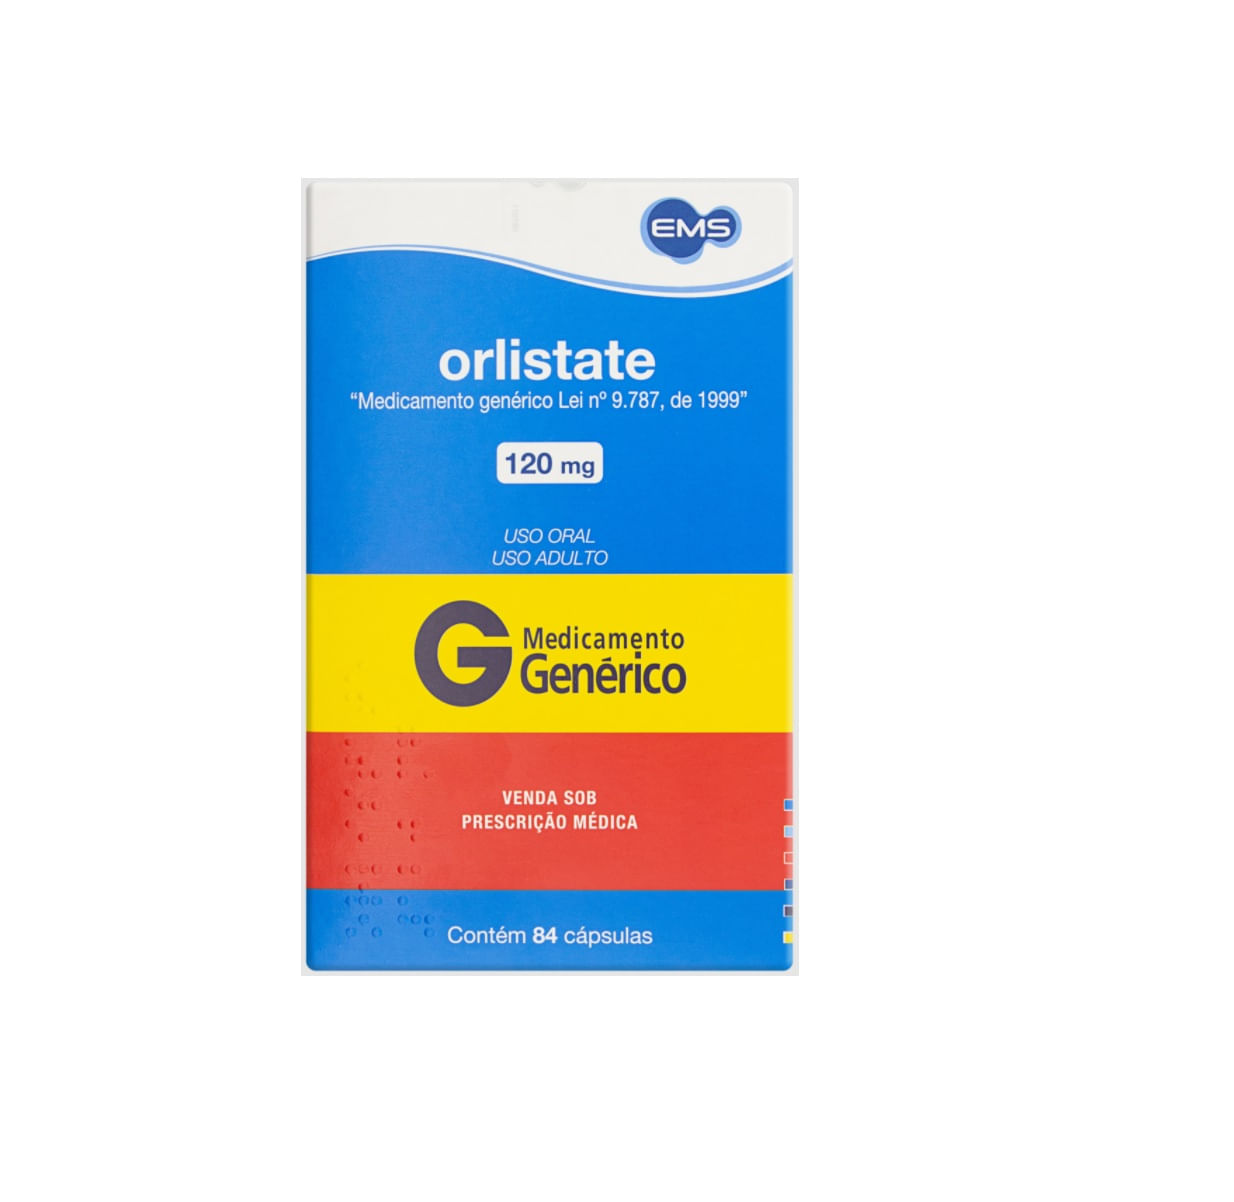 EMS
orlistate
“Medicamento genérico Lei nº 9.787, de 1999”
120 mg
USO ORAL
USO ADULTO
G Medicamento
Genérico
VENDA SOB
PRESCRIÇÃO MÉDICA
Contém 84 cápsulas